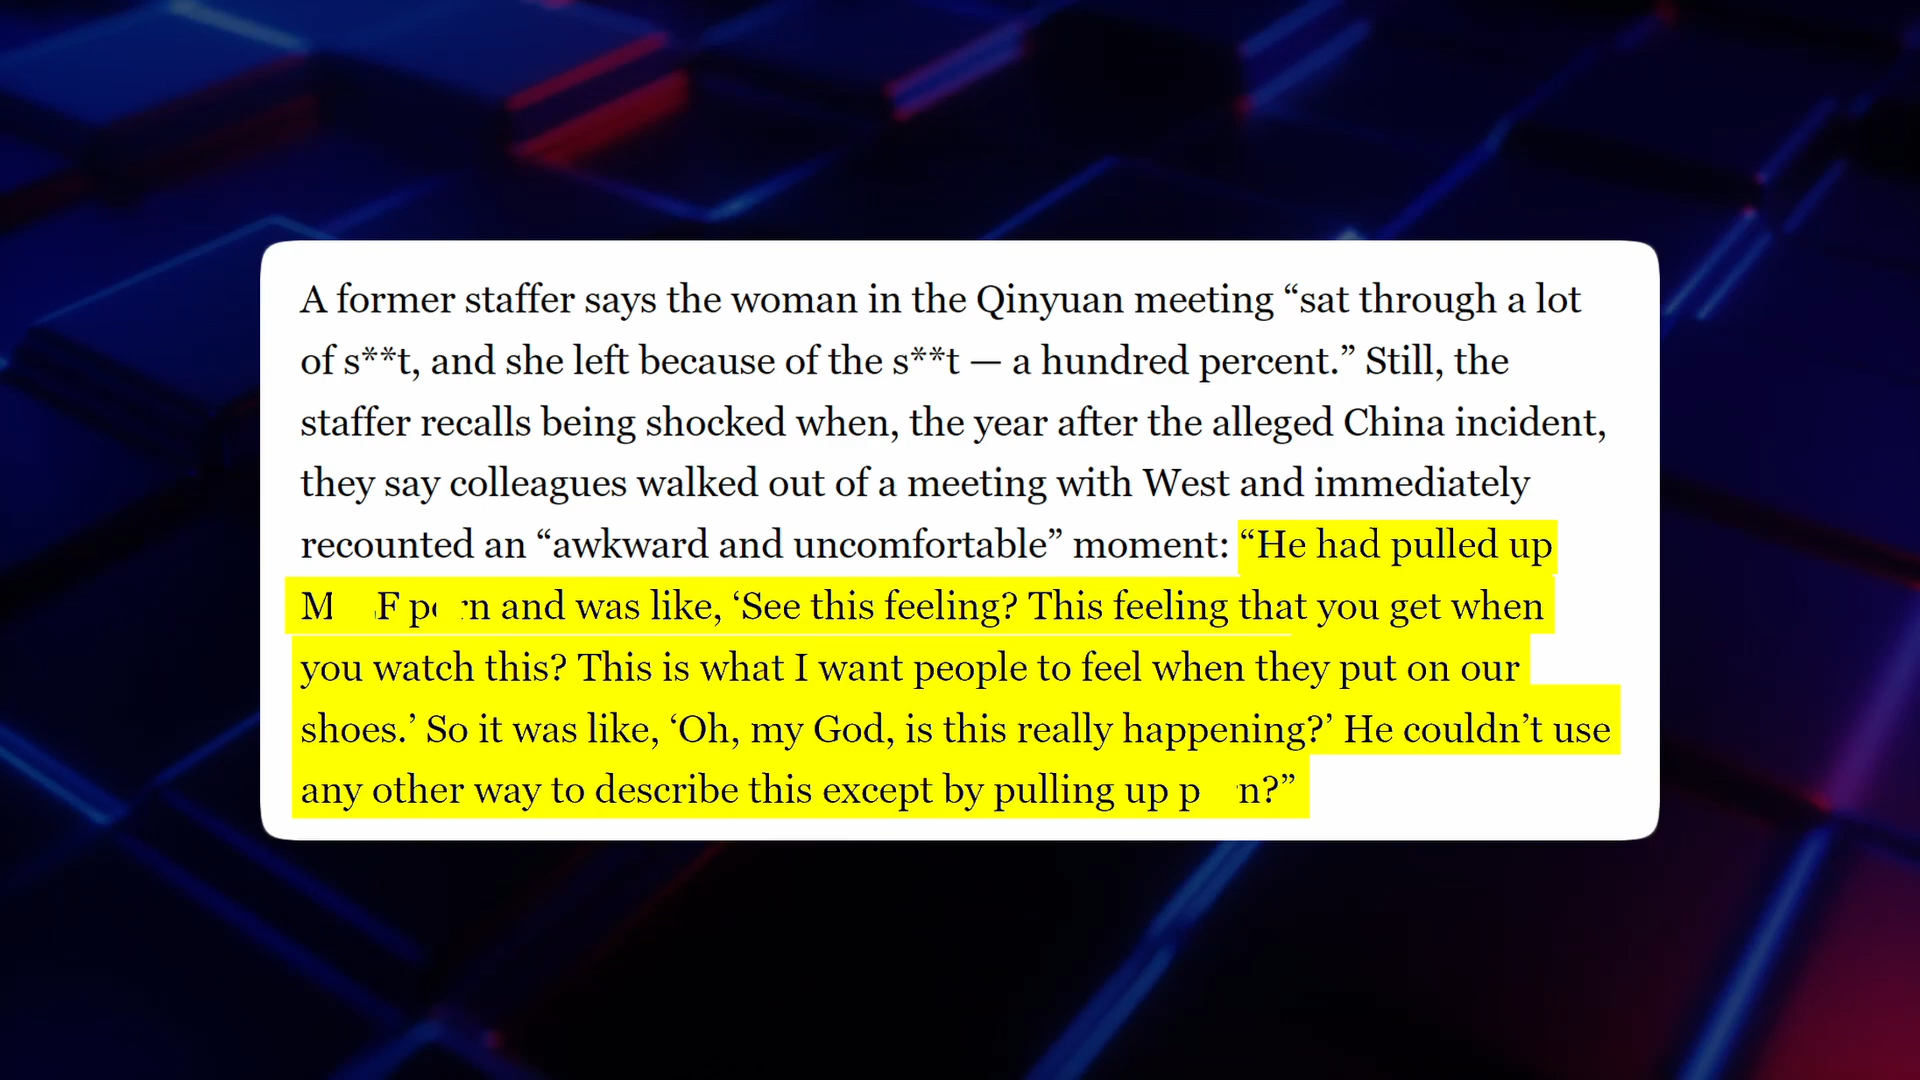 A former staffer says the woman in the Qinyuan meeting “sat through a lot
of s**t, and she left because of the s**t — a hundred percent.” Still, the
staffer recalls being shocked when, the year after the alleged China incident,
they say colleagues walked out of a meeting with West and immediately
recounted an “awkward and uncomfortable” moment: “He had pulled up
and was like, ‘See this feeling? This feeling that you get when
you watch this? This is what I want people to feel when they put on our
shoes.’ So it was like, ‘Oh, my God, is this really happening?’ He couldn’t use
any other way to describe this except by pulling up